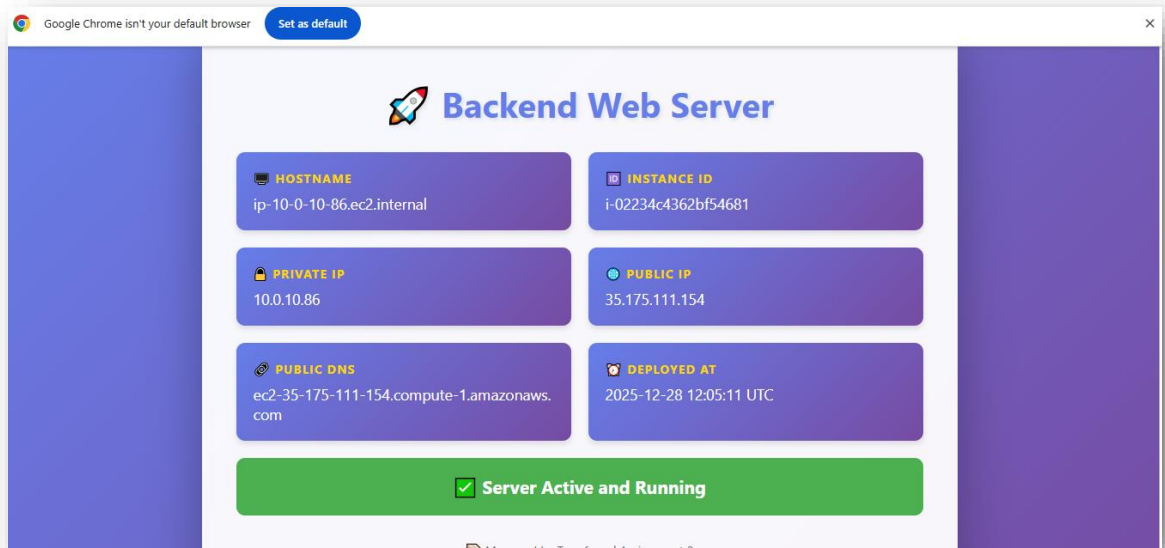 Google Chrome isn't your default browser
Set as default
🚀 Backend Web Server
HOSTNAME
ip-10-0-10-86.ec2.internal
🆔 INSTANCE ID
i-02234c4362bf54681
PRIVATE IP
10.0.10.86
PUBLIC IP
35.175.111.154
PUBLIC DNS
ec2-35-175-111-154.compute-1.amazonaws.
com
DEPLOYED AT
2025-12-28 12:05:11 UTC
✅ Server Active and Running